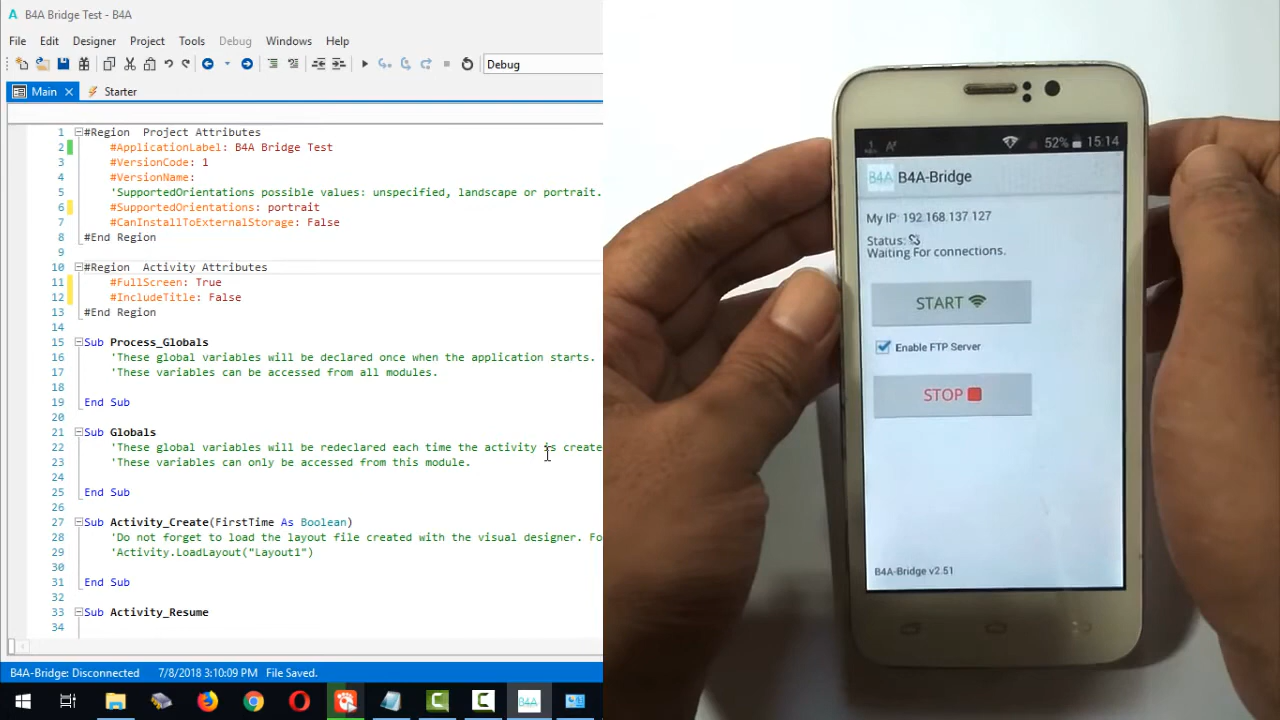 B4A Bridge Test - B4A
File Edit Designer Project Tools Debug Windows Help
Debug
Main
Starter
1 #Region Project Attributes
2 #ApplicationLabel: B4A Bridge Test
3 #VersionCode: 1
4 #VersionName:
5 'SupportedOrientations possible values: unspecified, landscape or portrait.
6 #SupportedOrientations: portrait
7 #CanInstallToExternalStorage: False
8 #End Region
9
10 #Region Activity Attributes
11 #FullScreen: True
12 #IncludeTitle: False
13 #End Region
14
15 Sub Process_Globals
16 'These global variables will be declared once when the application starts.
17 'These variables can be accessed from all modules.
18
19 End Sub
20
21 Sub Globals
22 'These global variables will be redeclared each time the activity is create
23 'These variables can only be accessed from this module.
24
25 End Sub
26
27 Sub Activity_Create(FirstTime As Boolean)
28 'Do not forget to load the layout file created with the visual designer. Fo
29 'Activity.LoadLayout("Layout1")
30
31 End Sub
32
33 Sub Activity_Resume
34
B4A-Bridge: Disconnected 7/8/2018 3:10:09 PM File Saved.
B4A
52% 15:14
B4A B4A-Bridge
My IP: 192.168.137.127
Status:
Waiting For connections.
START
Enable FTP Server
STOP
B4A-Bridge v2.51